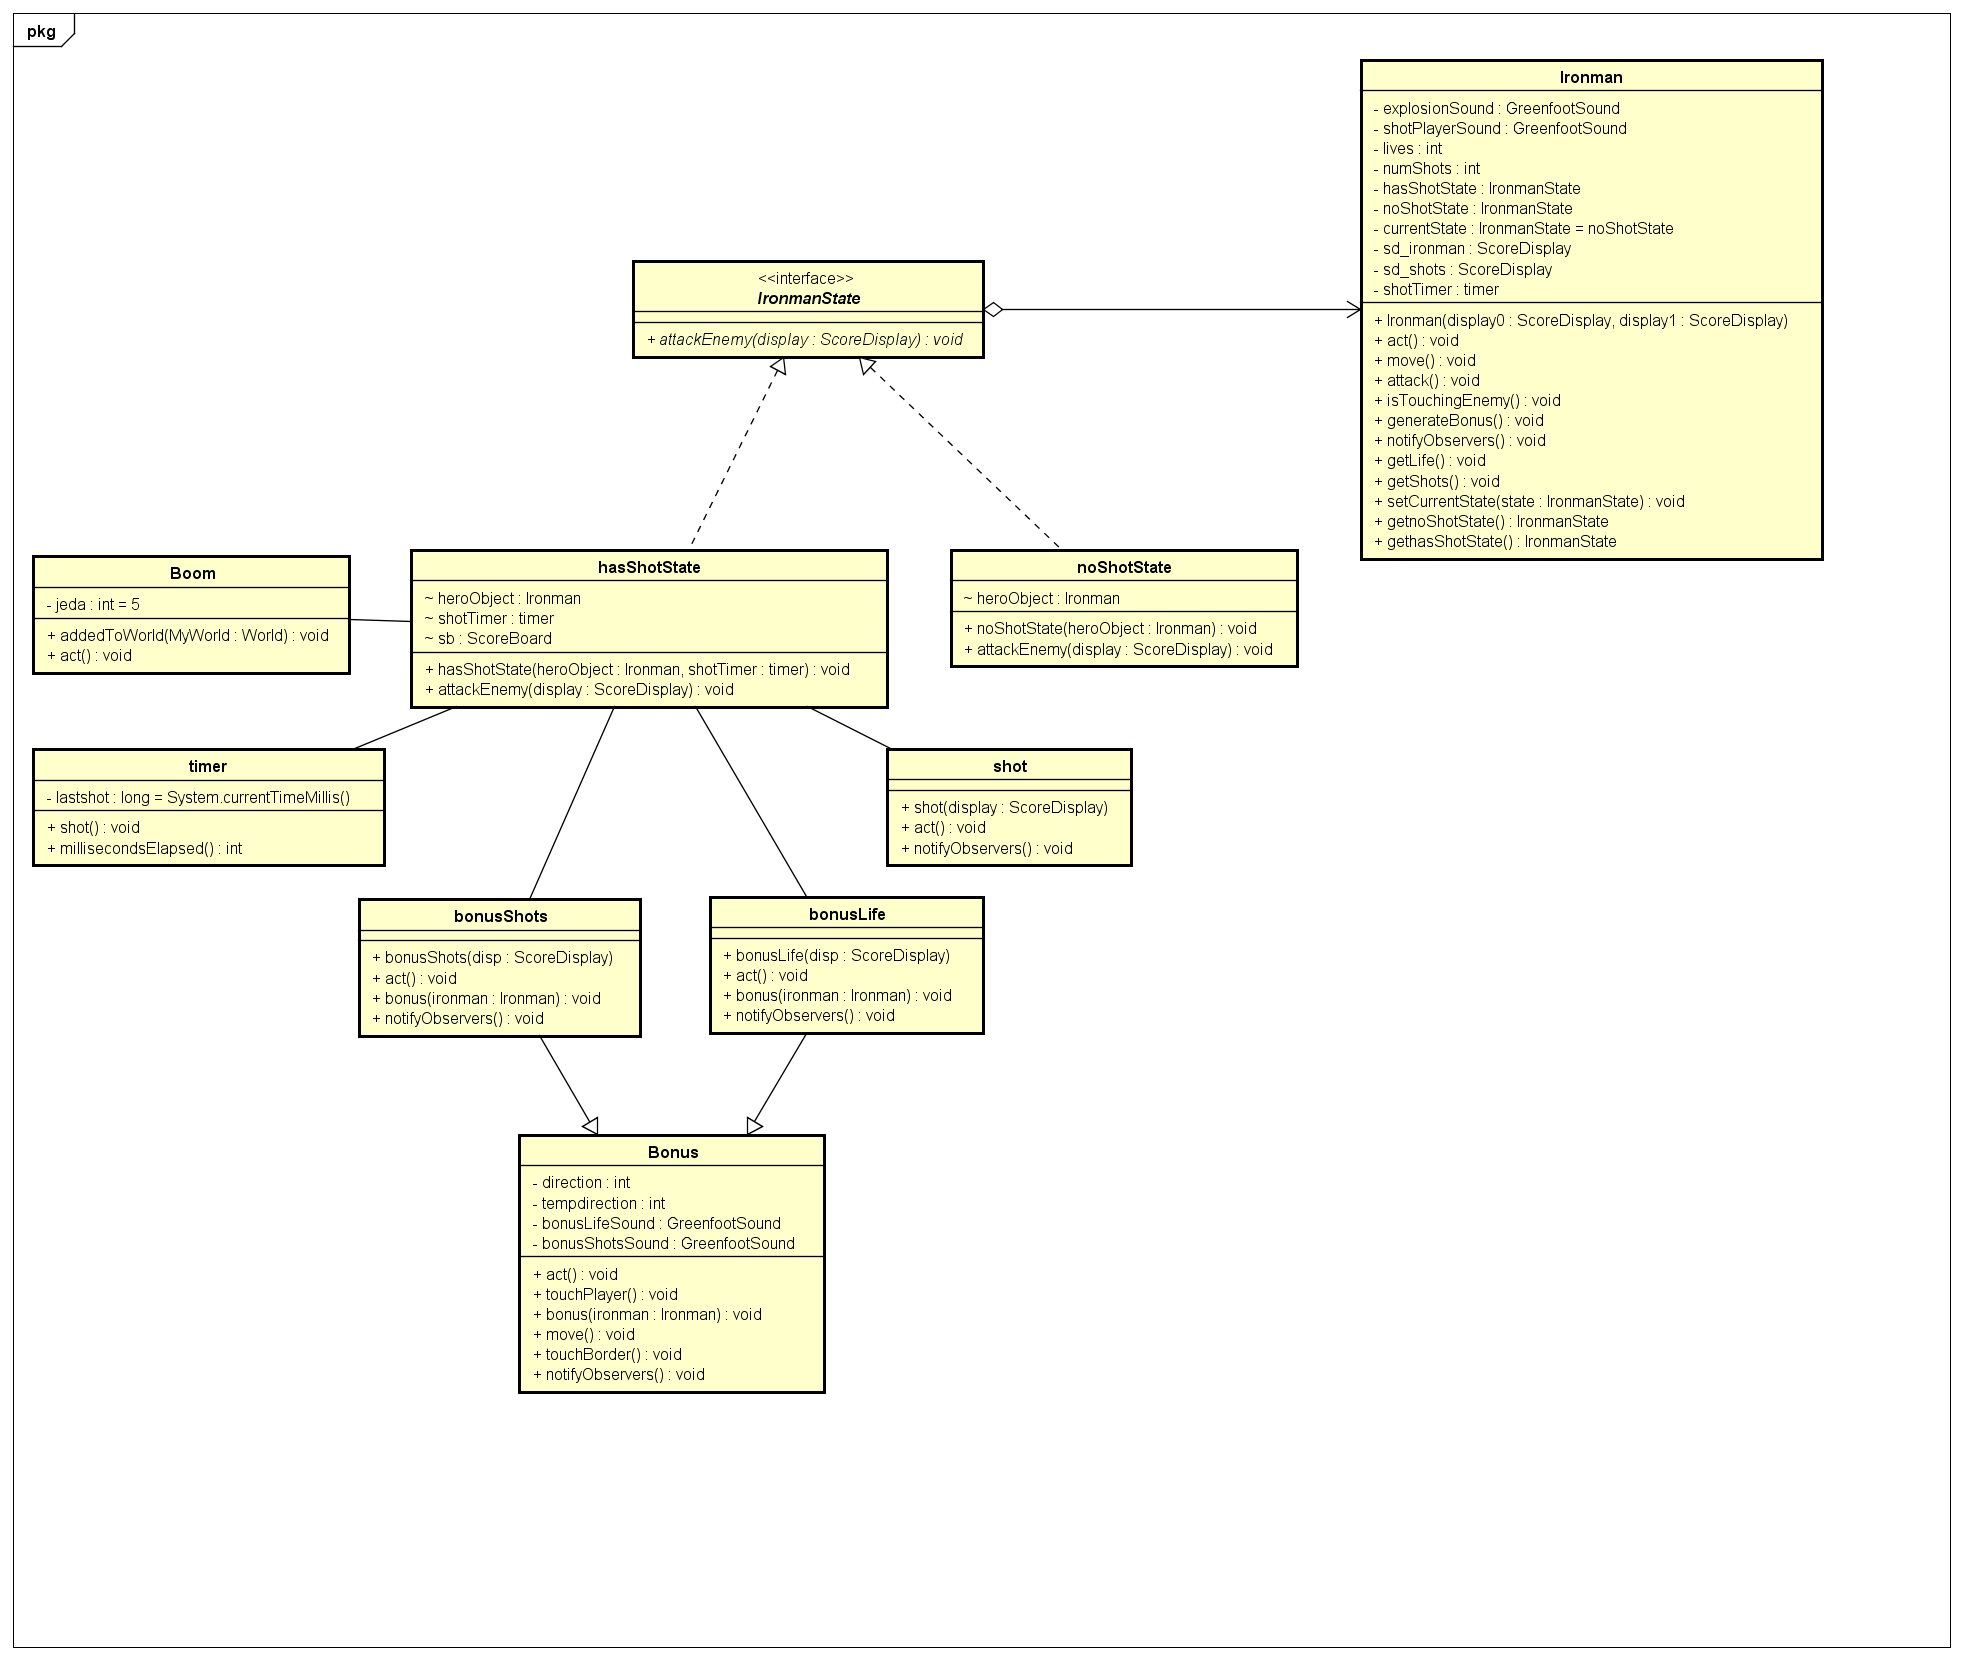 pkg
Ironman
- explosionSound : GreenfootSound
- shotPlayerSound : GreenfootSound
- lives : int
- numShots : int
- hasShotState : IronmanState
- noShotState : IronmanState
- currentState : IronmanState = noShotState
- sd_ironman : ScoreDisplay
- sd_shots : ScoreDisplay
- shotTimer : timer
+ Ironman(display0 : ScoreDisplay, display1 : ScoreDisplay)
+ act() : void
+ move() : void
+ attack() : void
+ isTouchingEnemy() : void
+ generateBonus() : void
+ notifyObservers() : void
+ getLife() : void
+ getShots() : void
+ setCurrentState(state : IronmanState) : void
+ getnoShotState() : IronmanState
+ gethasShotState() : IronmanState
<<interface>>
IronmanState
+ attackEnemy(display : ScoreDisplay) : void
Boom
- jeda : int = 5
+ addedToWorld(MyWorld : World) : void
+ act() : void
hasShotState
~ heroObject : Ironman
~ shotTimer : timer
~ sb : ScoreBoard
+ hasShotState(heroObject : Ironman, shotTimer : timer) : void
+ attackEnemy(display : ScoreDisplay) : void
noShotState
~ heroObject : Ironman
+ noShotState(heroObject : Ironman) : void
+ attackEnemy(display : ScoreDisplay) : void
timer
- lastshot : long = System.currentTimeMillis()
+ shot() : void
+ millisecondsElapsed() : int
shot
+ shot(display : ScoreDisplay)
+ act() : void
+ notifyObservers() : void
bonusShots
+ bonusShots(disp : ScoreDisplay)
+ act() : void
+ bonus(ironman : Ironman) : void
+ notifyObservers() : void
bonusLife
+ bonusLife(disp : ScoreDisplay)
+ act() : void
+ bonus(ironman : Ironman) : void
+ notifyObservers() : void
Bonus
- direction : int
- tempdirection : int
- bonusLifeSound : GreenfootSound
- bonusShotsSound : GreenfootSound
+ act() : void
+ touchPlayer() : void
+ bonus(ironman : Ironman) : void
+ move() : void
+ touchBorder() : void
+ notifyObservers() : void